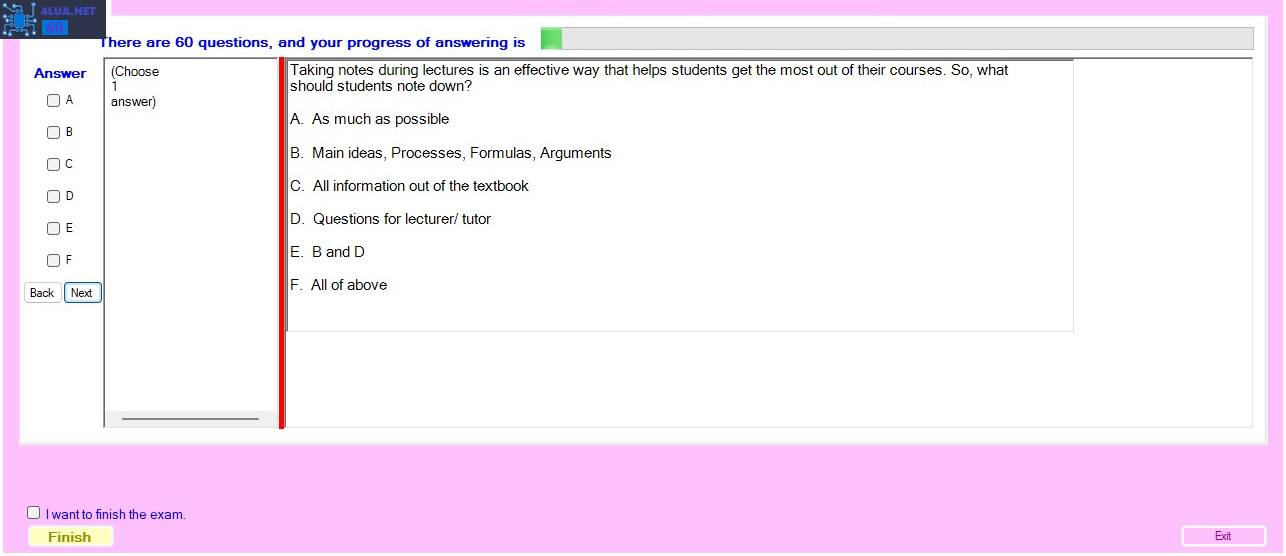 4LUA.NET
60
There are 60 questions, and your progress of answering is
Answer
(Choose
1
answer)
A
B
C
D
E
F
Back Next
Taking notes during lectures is an effective way that helps students get the most out of their courses. So, what
should students note down?
A. As much as possible
B. Main ideas, Processes, Formulas, Arguments
C. All information out of the textbook
D. Questions for lecturer/ tutor
E. B and D
F. All of above
I want to finish the exam.
Finish
Exit